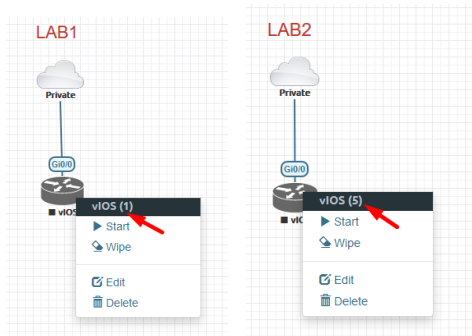 LAB1
Private
Gi0/0
vIOS
vIOS (1)
Start
Wipe
Edit
Delete
LAB2
Private
Gi0/0
vIOS (5)
Start
Wipe
Edit
Delete